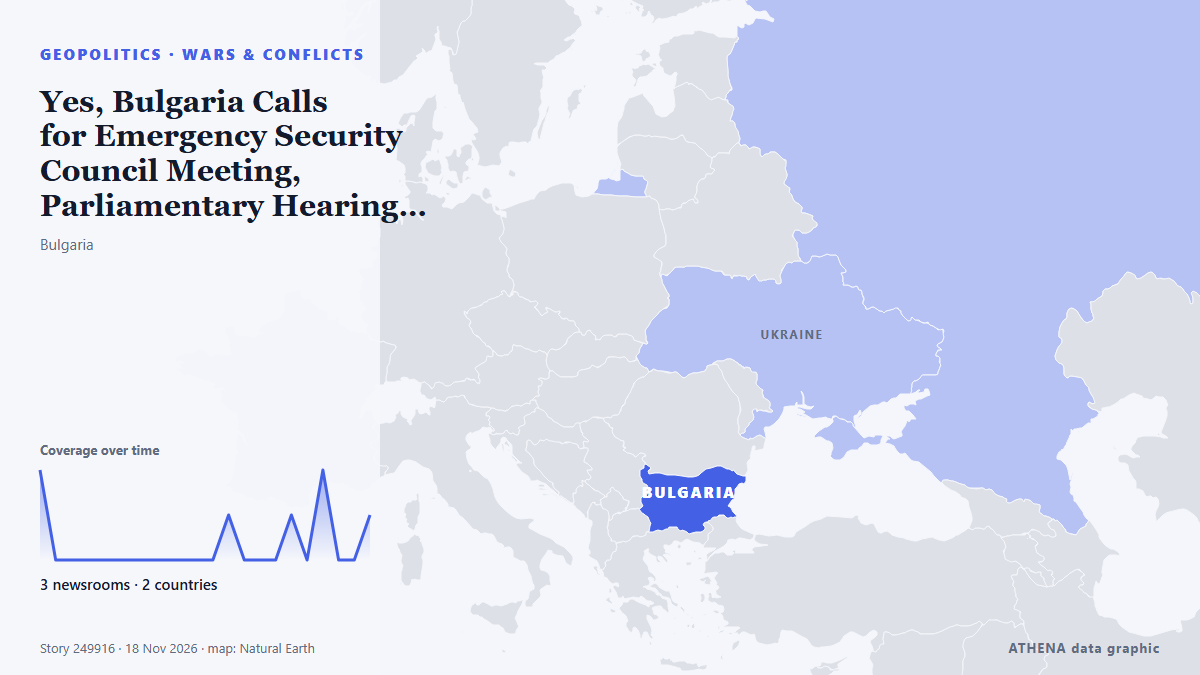 GEOPOLITICS · WARS & CONFLICTS
Yes, Bulgaria Calls
for Emergency Security
Council Meeting,
Parliamentary Hearing...
Bulgaria
UKRAINE
BULGARIA
Coverage over time
3 newsrooms · 2 countries
Story 249916 · 18 Nov 2026 · map: Natural Earth
ATHENA data graphic